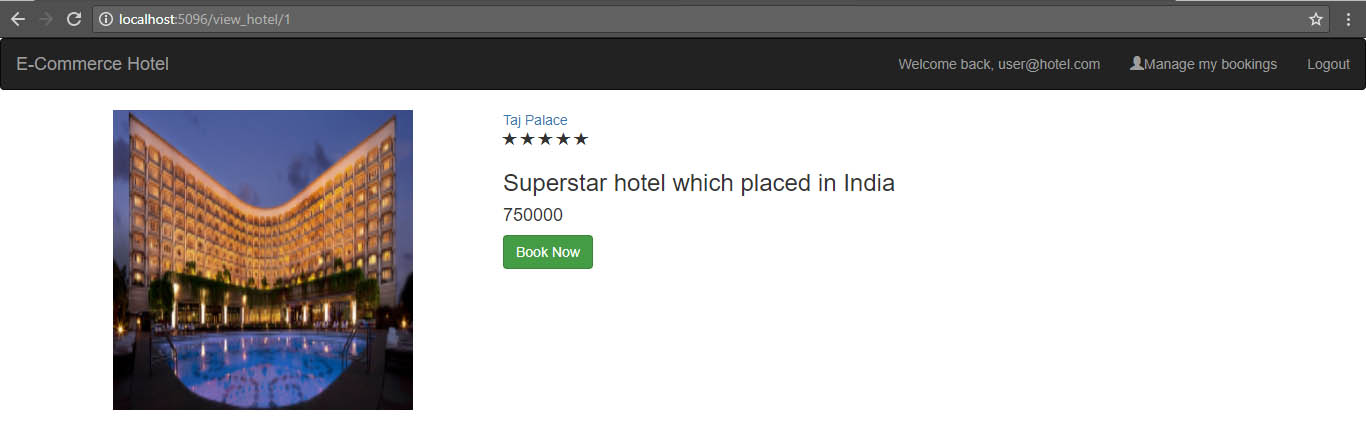 localhost:5096/view_hotel/1
E-Commerce Hotel
Welcome back, user@hotel.com
Manage my bookings
Logout
Taj Palace
★★★★★
Superstar hotel which placed in India
750000
Book Now